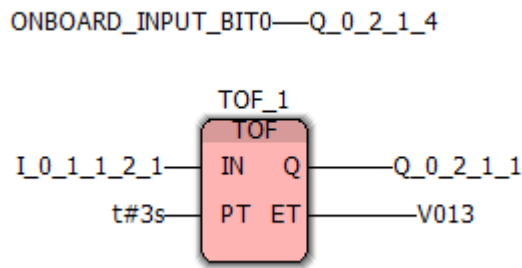 ONBOARD_INPUT_BIT0 Q_0_2_1_4
TOF_1
TOF
I_0_1_1_2_1 IN Q Q_0_2_1_1
t#3s PT ET V013